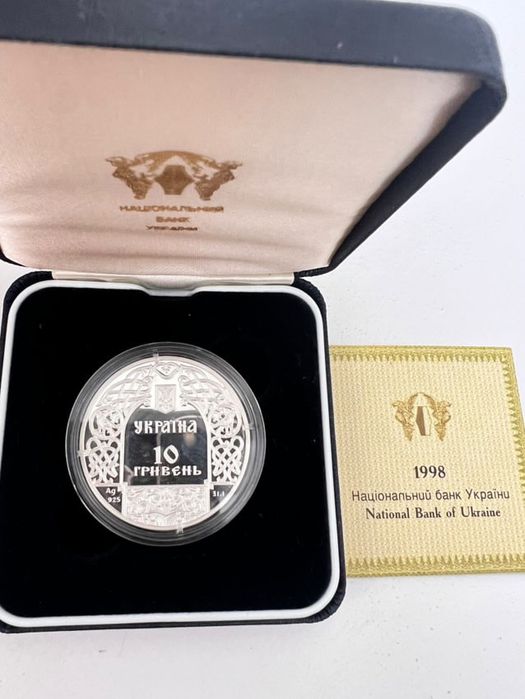 НАЦІОНАЛЬНИЙ
БАНК
УКРАЇНИ
УКРАЇНА
10
ГРИВЕНЬ
Ag
925
31.1
1998
Національний банк України
National Bank of Ukraine